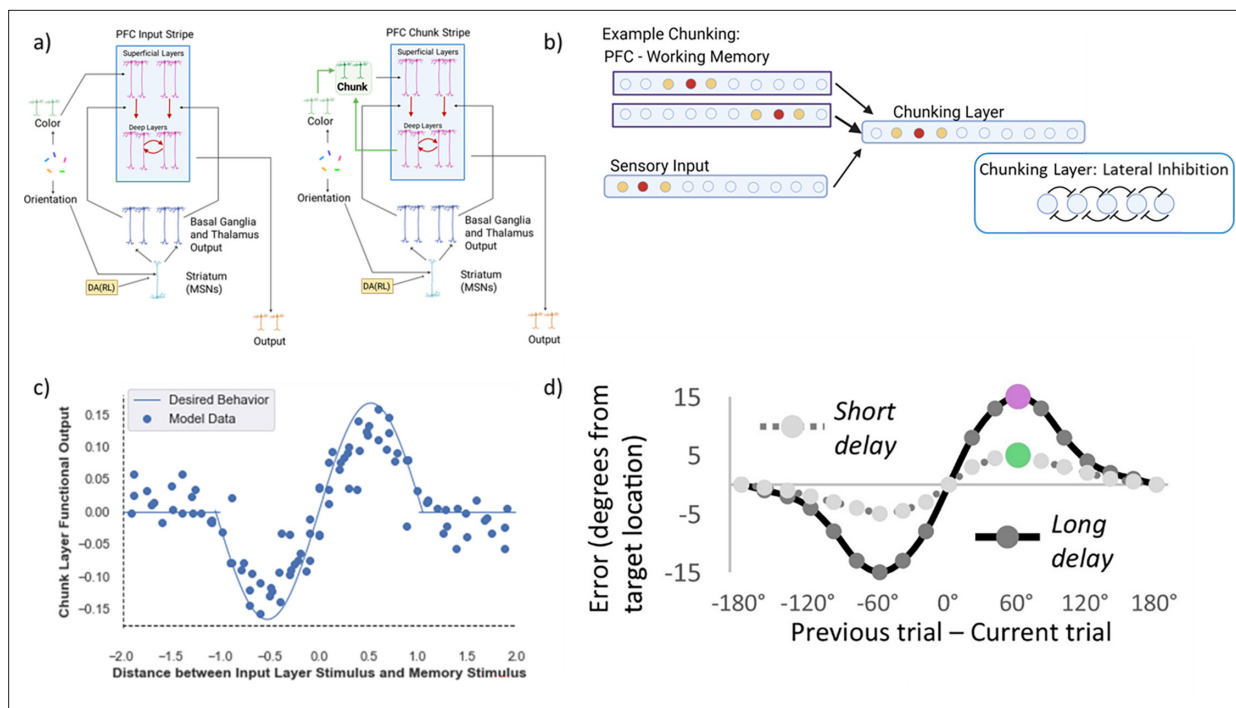 a)
PFC Input Stripe
Superficial Layers
Deep Layers
Color
Orientation
Basal Ganglia
and Thalamus
Output
Striatum
(MSNs)
DA(RL)
Output
PFC Chunk Stripe
Superficial Layers
Chunk
Deep Layers
Color
Orientation
Basal Ganglia
and Thalamus
Output
Striatum
(MSNs)
DA(RL)
Output
b)
Example Chunking:
PFC - Working Memory
Chunking Layer
Sensory Input
Chunking Layer: Lateral Inhibition
c)
Desired Behavior
Model Data
Chunk Layer Functional Output
0.15
0.10
0.05
0.00
−0.05
−0.10
−0.15
−2.0 −1.5 −1.0 −0.5 0.0 0.5 1.0 1.5 2.0
Distance between Input Layer Stimulus and Memory Stimulus
d)
Error (degrees from
target location)
15
5
-5
-15
Short
delay
Long
delay
-180° -120° -60° 0° 60° 120° 180°
Previous trial – Current trial